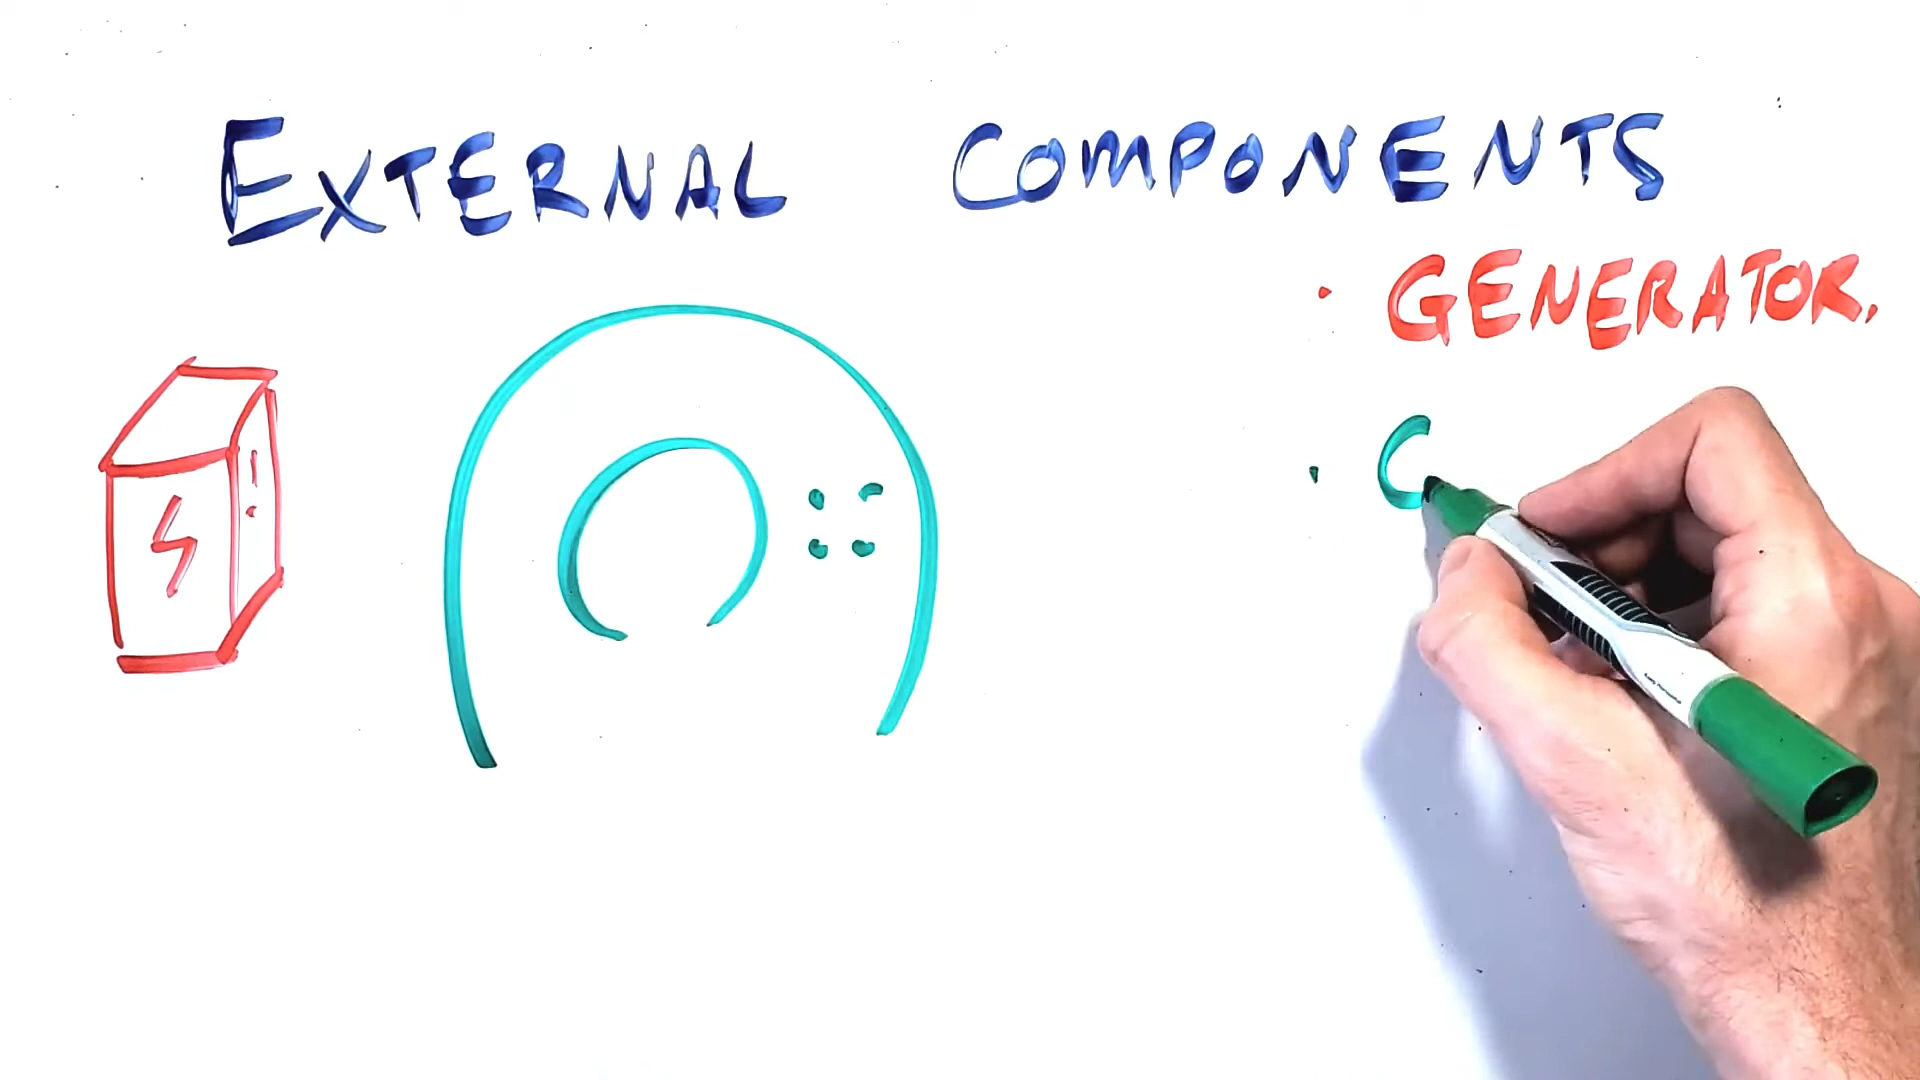 EXTERNAL COMPONENTS
• GENERATOR.
• C